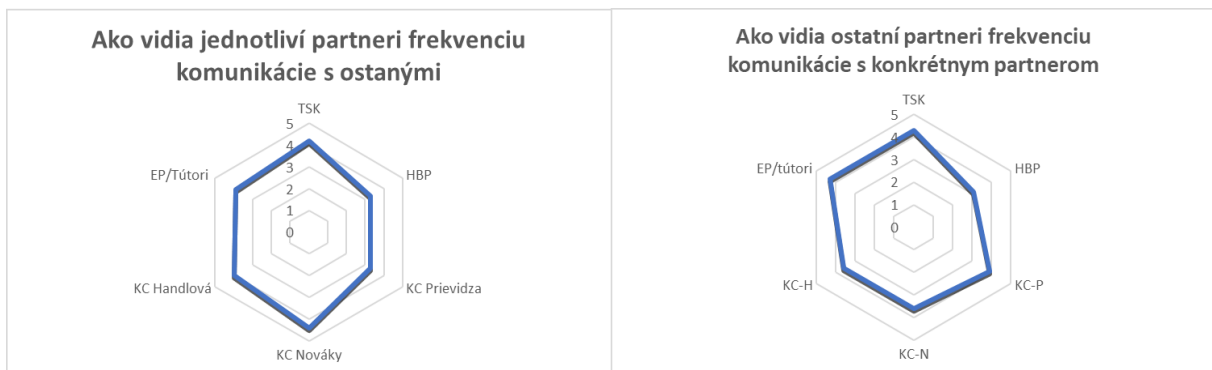 Ako vidia jednotliví partneri frekvenciu
komunikácie s ostanými
TSK
5
4
3
2
1
0
HBP
KC Prievidza
KC Nováky
KC Handlová
EP/Tútori
Ako vidia ostatní partneri frekvenciu
komunikácie s konkrétnym partnerom
TSK
5
4
3
2
1
0
HBP
KC-P
KC-N
KC-H
EP/tútori